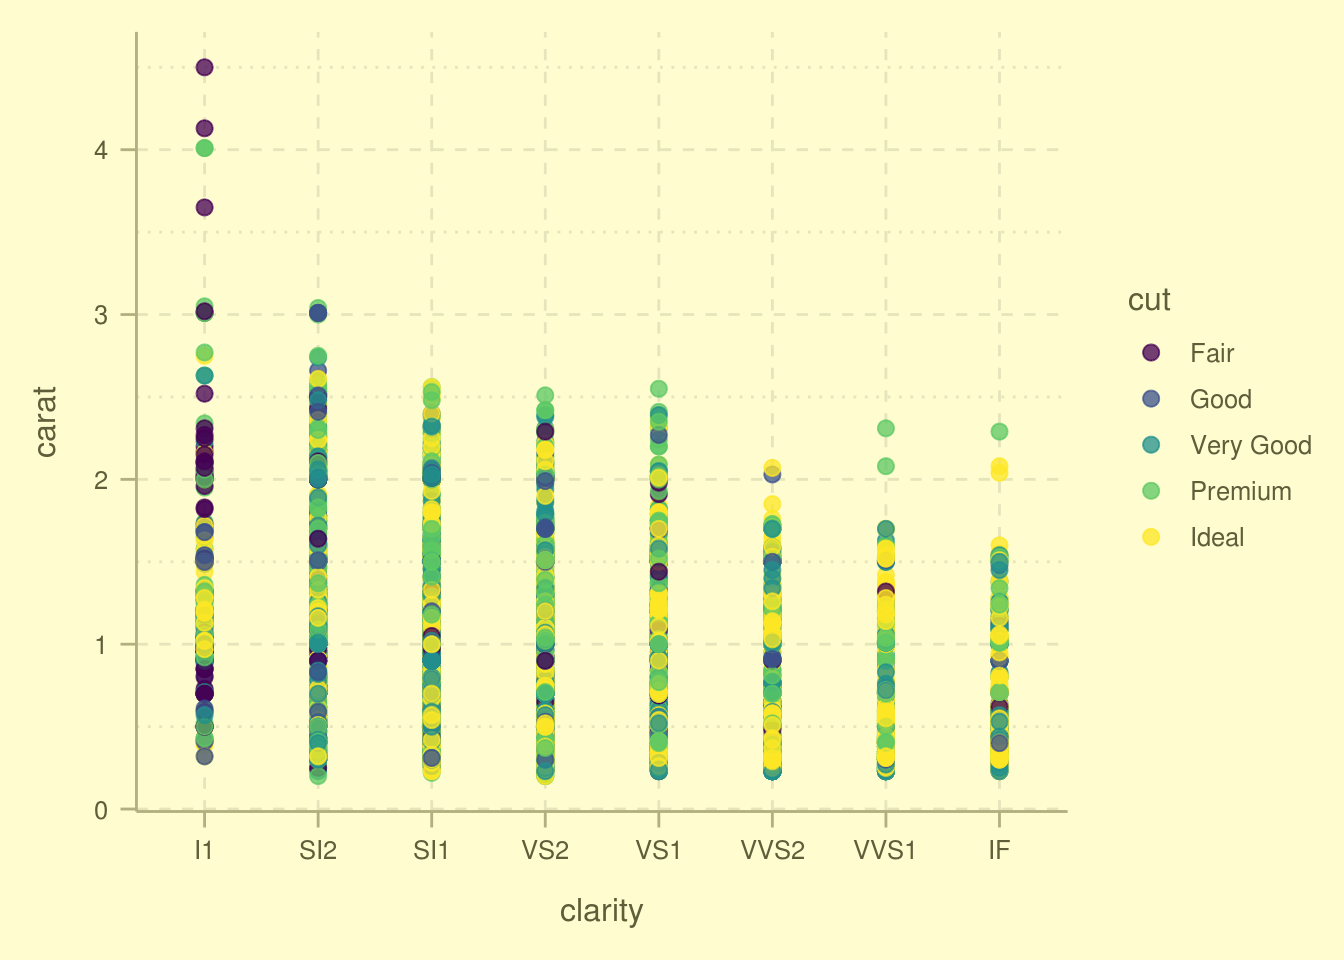 4
3
2
1
0
carat
I1 SI2 SI1 VS2 VS1 VVS2 VVS1 IF
clarity
cut
Fair
Good
Very Good
Premium
Ideal